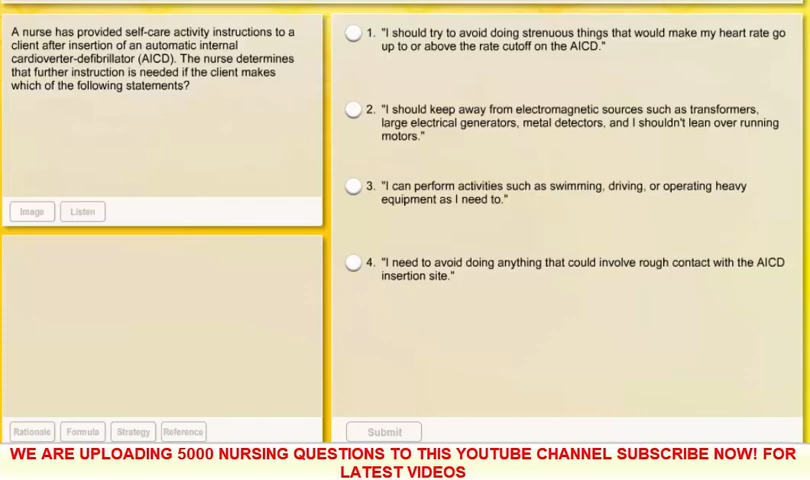 A nurse has provided self-care activity instructions to a
client after insertion of an automatic internal
cardioverter-defibrillator (AICD). The nurse determines
that further instruction is needed if the client makes
which of the following statements?
Image
Listen
Rationale
Formula
Strategy
Reference
1. "I should try to avoid doing strenuous things that would make my heart rate go
up to or above the rate cutoff on the AICD."
2. "I should keep away from electromagnetic sources such as transformers,
large electrical generators, metal detectors, and I shouldn't lean over running
motors."
3. "I can perform activities such as swimming, driving, or operating heavy
equipment as I need to."
4. "I need to avoid doing anything that could involve rough contact with the AICD
insertion site."
Submit
WE ARE UPLOADING 5000 NURSING QUESTIONS TO THIS YOUTUBE CHANNEL SUBSCRIBE NOW! FOR
LATEST VIDEOS